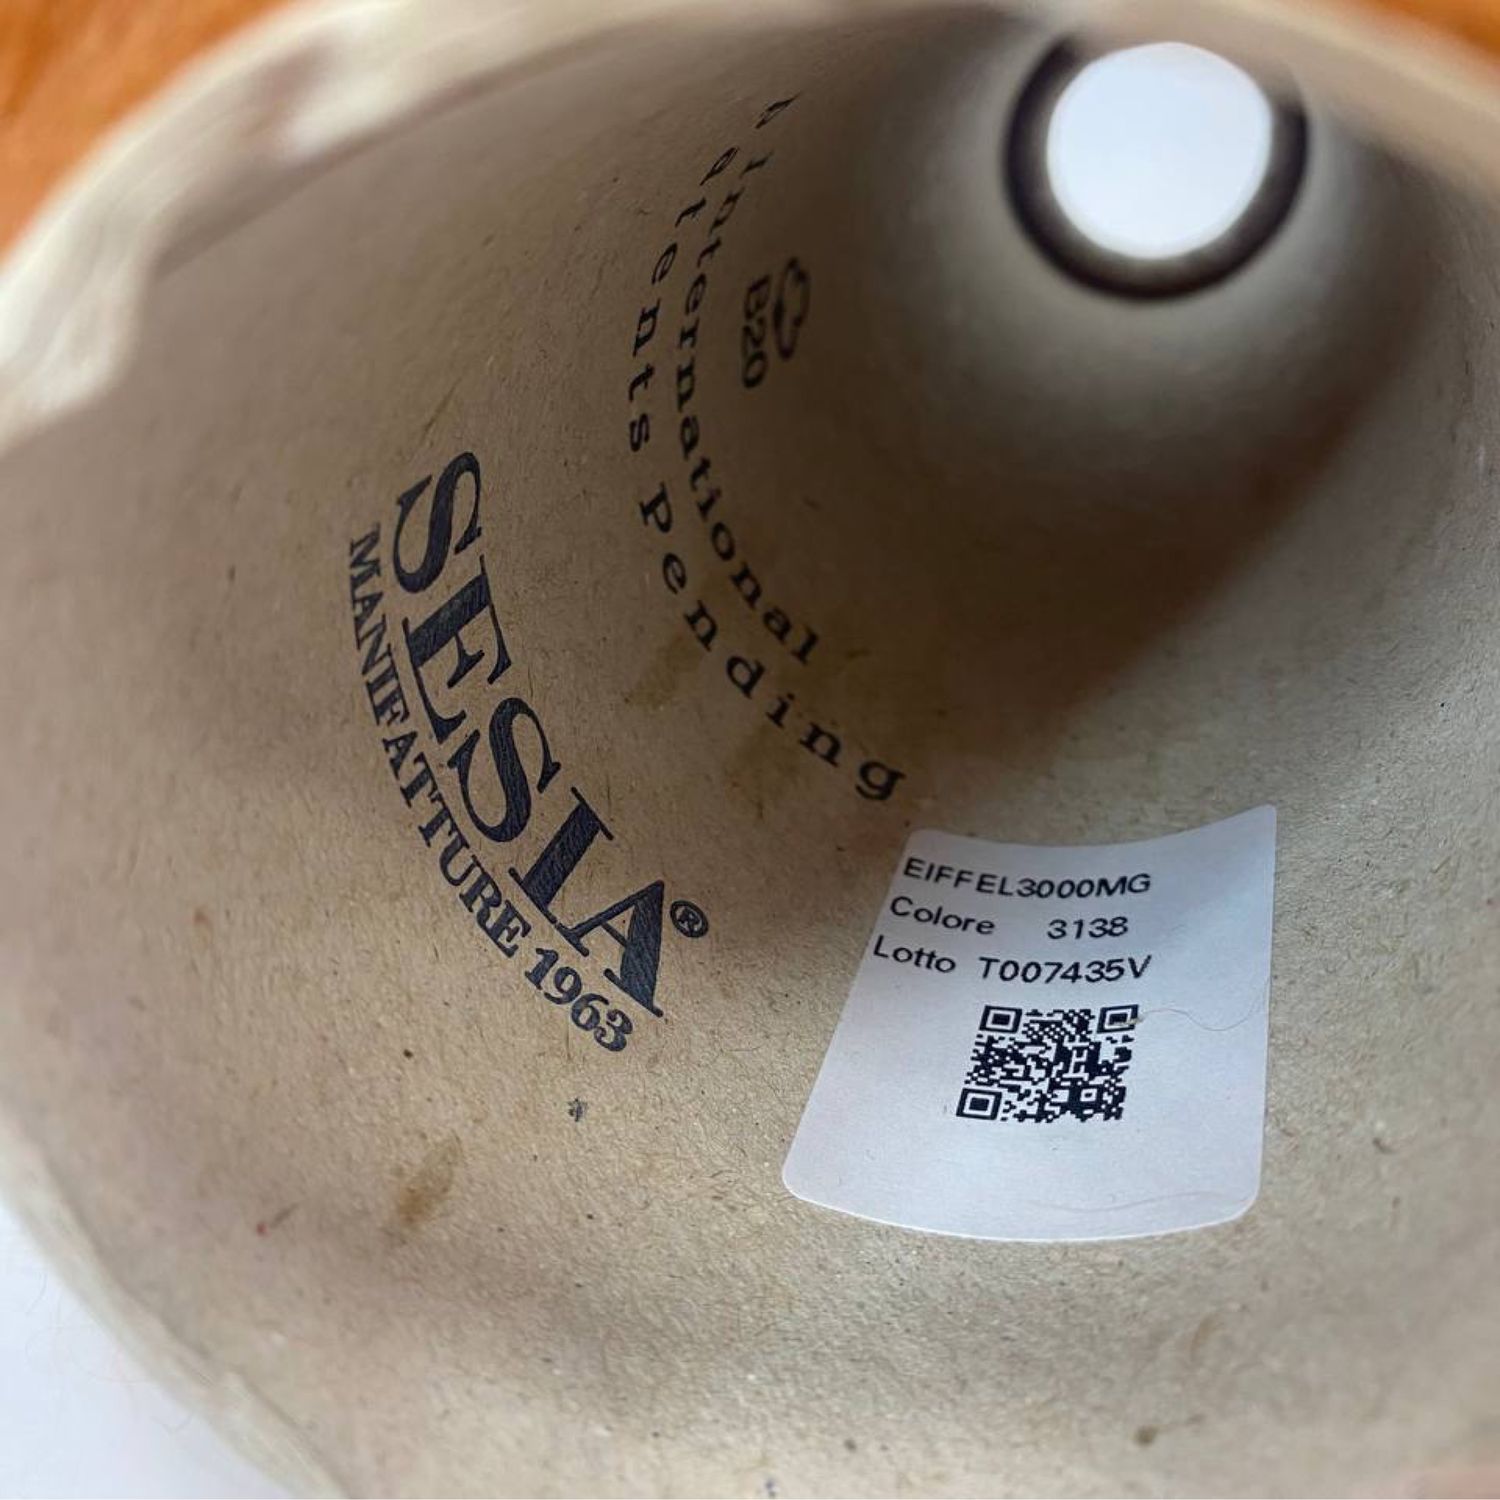 International
Patents Pending
B20
SESIA®
MANIFATTURE 1963
EIFFEL3000MG
Colore 3138
Lotto T007435V